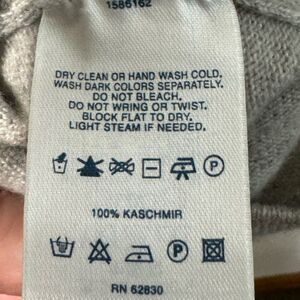 1586162
DRY CLEAN OR HAND WASH COLD.
WASH DARK COLORS SEPARATELY.
DO NOT BLEACH.
DO NOT WRING OR TWIST.
BLOCK FLAT TO DRY.
LIGHT STEAM IF NEEDED.
P
100% KASCHMIR
P
RN 62830